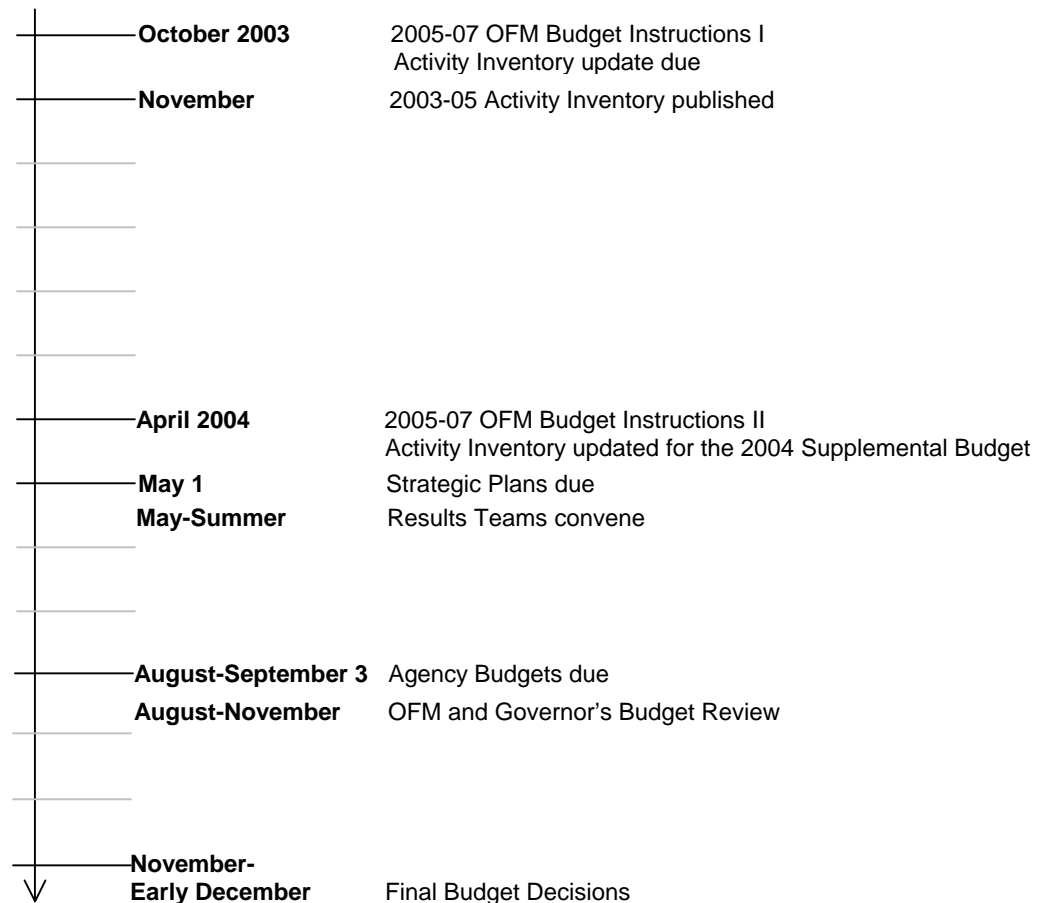 October 2003 2005-07 OFM Budget Instructions I
Activity Inventory update due
November 2003-05 Activity Inventory published
April 2004 2005-07 OFM Budget Instructions II
Activity Inventory updated for the 2004 Supplemental Budget
May 1 Strategic Plans due
May-Summer Results Teams convene
August-September 3 Agency Budgets due
August-November OFM and Governor's Budget Review
November-
Early December Final Budget Decisions